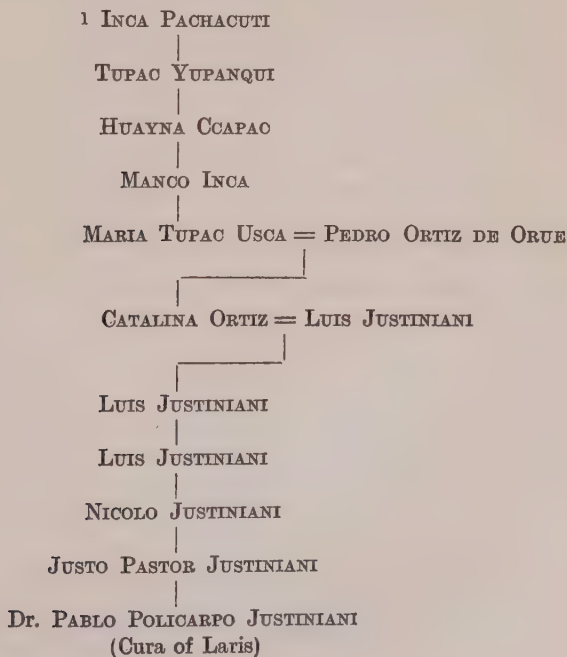 1 INCA PACHACUTI
TUPAC YUPANQUI
HUAYNA CCAPAC
MANCO INCA
MARIA TUPAC USCA = PEDRO ORTIZ DE ORUE
CATALINA ORTIZ = LUIS JUSTINIANI
LUIS JUSTINIANI
LUIS JUSTINIANI
NICOLO JUSTINIANI
JUSTO PASTOR JUSTINIANI
Dr. PABLO POLICARPO JUSTINIANI
(Cura of Laris)